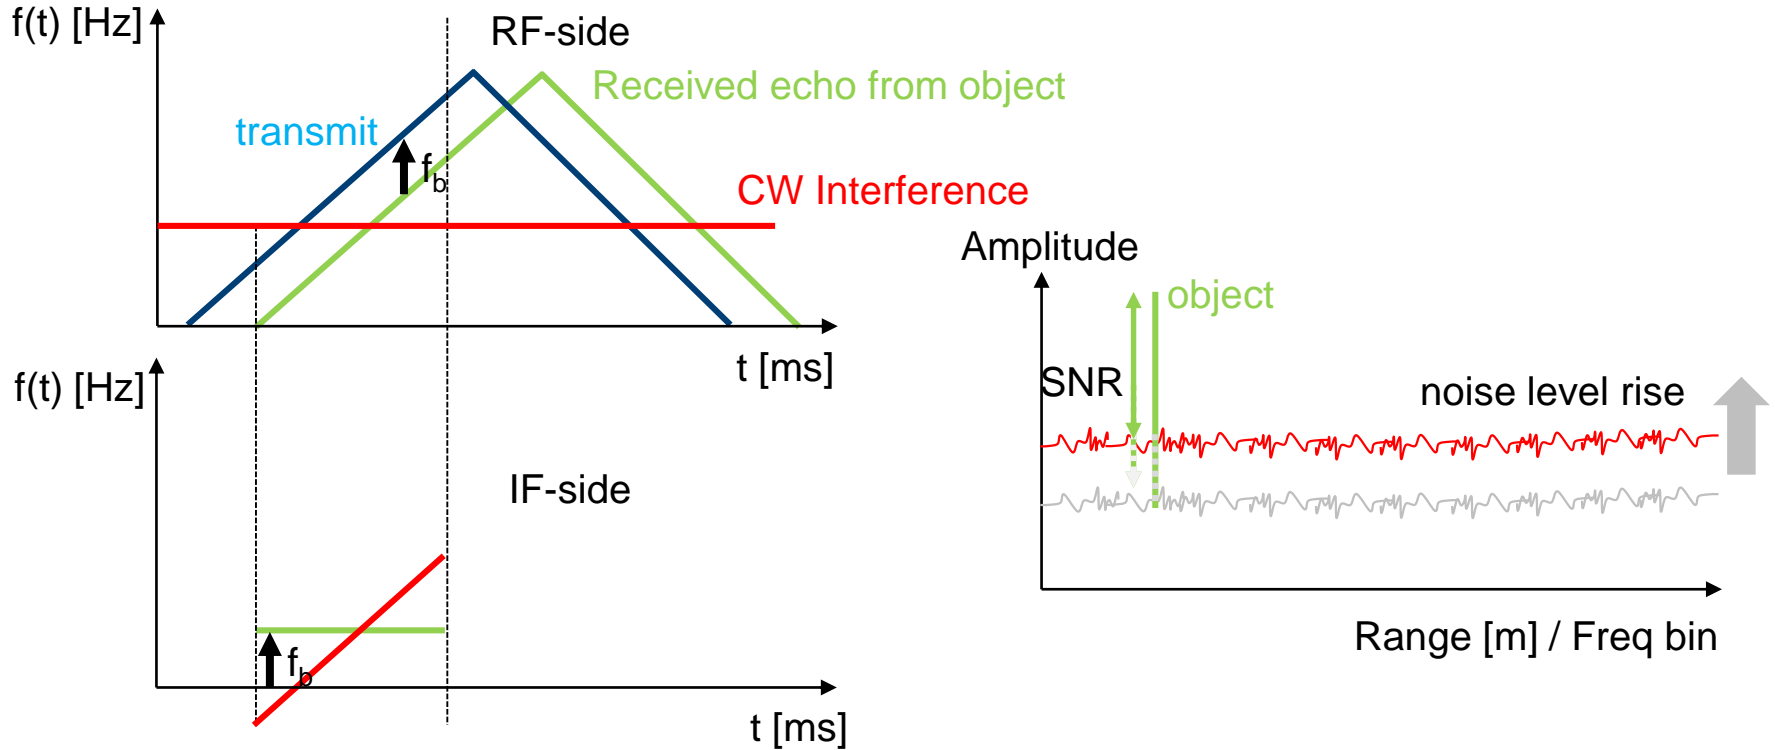 f(t) [Hz]
RF-side
Received echo from object
transmit
f_b
CW Interference
t [ms]
f(t) [Hz]
IF-side
f_b
t [ms]
Amplitude
object
SNR
noise level rise
Range [m] / Freq bin